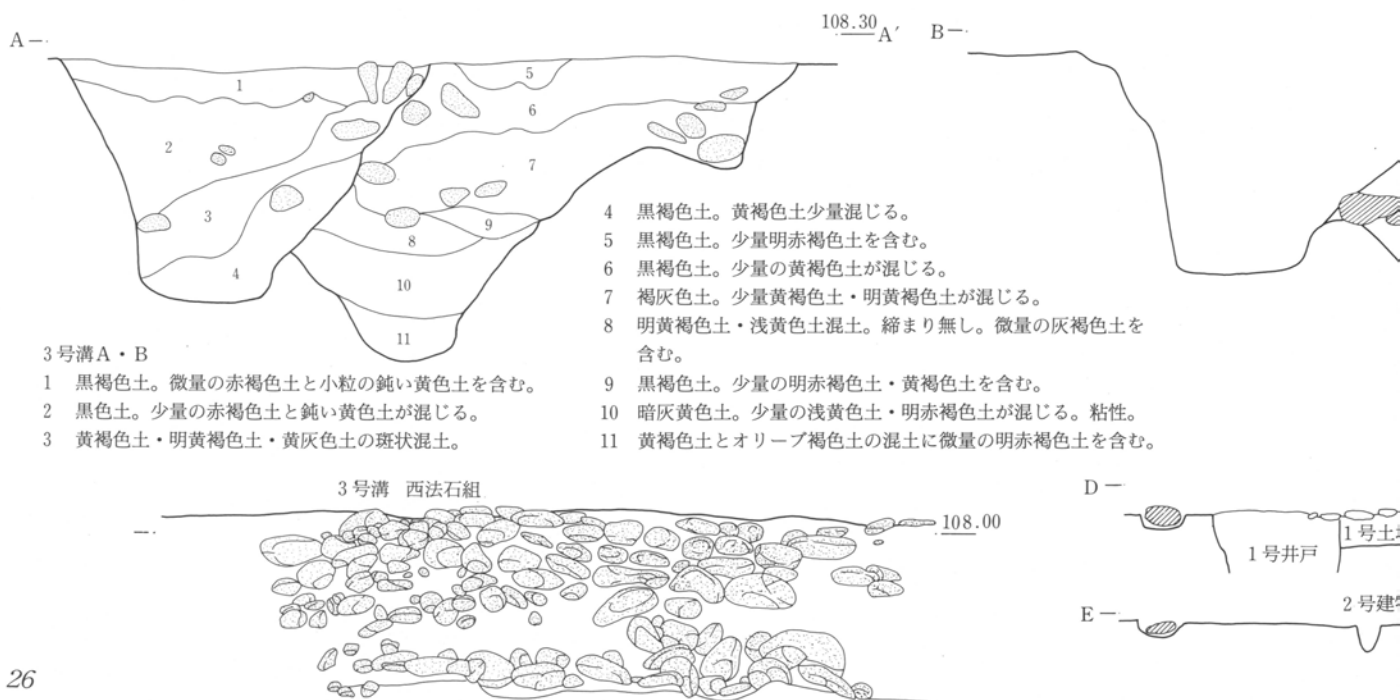 A
108.30
A′
B
1
2
3
4
5
6
7
8
9
10
11
3号溝A・B
1 黒褐色土。微量の赤褐色土と小粒の鈍い黄色土を含む。
2 黒色土。少量の赤褐色土と鈍い黄色土が混じる。
3 黄褐色土・明黄褐色土・黄灰色土の斑状混土。
4 黒褐色土。黄褐色土少量混じる。
5 黒褐色土。少量明赤褐色土を含む。
6 黒褐色土。少量の黄褐色土が混じる。
7 褐灰色土。少量黄褐色土・明黄褐色土が混じる。
8 明黄褐色土・浅黄色土混土。締まり無し。微量の灰褐色土を
含む。
9 黒褐色土。少量の明赤褐色土・黄褐色土を含む。
10 暗灰黄色土。少量の浅黄色土・明赤褐色土が混じる。粘性。
11 黄褐色土とオリーブ褐色土の混土に微量の明赤褐色土を含む。
3号溝 西法石組
108.00
D
1号井戸
1号土
E
2号建
26